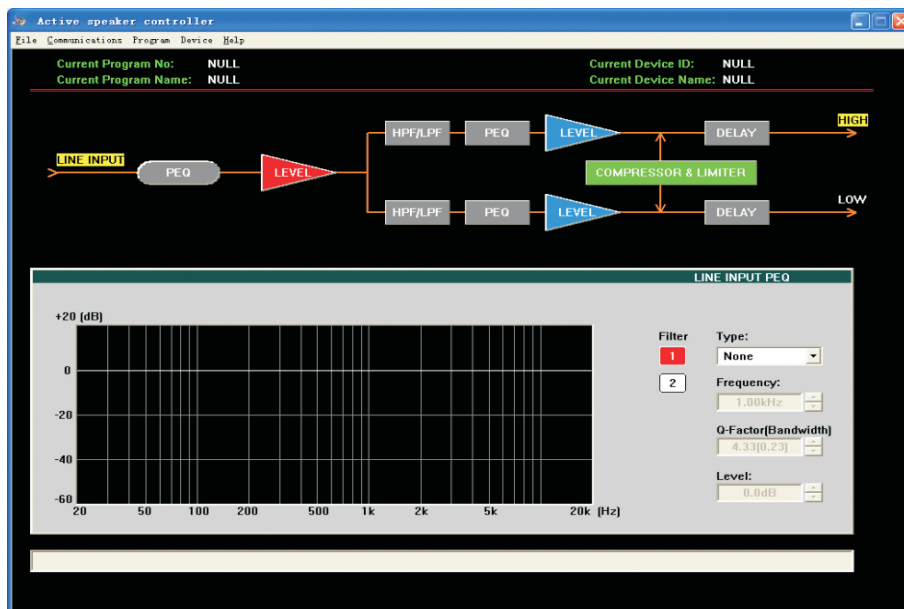 Active speaker controller
File Communications Program Device Help
Current Program No: NULL
Current Device ID: NULL
Current Program Name: NULL
Current Device Name: NULL
HPF/LPF PEQ LEVEL DELAY HIGH
LINE INPUT PEQ LEVEL COMPRESSOR & LIMITER
HPF/LPF PEQ LEVEL DELAY LOW
LINE INPUT PEQ
+20 (dB)
0
-20
-40
-60
20 50 100 200 500 1k 2k 5k 20k (Hz)
Filter
1
2
Type:
None
Frequency:
1.00kHz
Q-Factor(Bandwidth)
4.33(0.23)
Level:
0.0dB